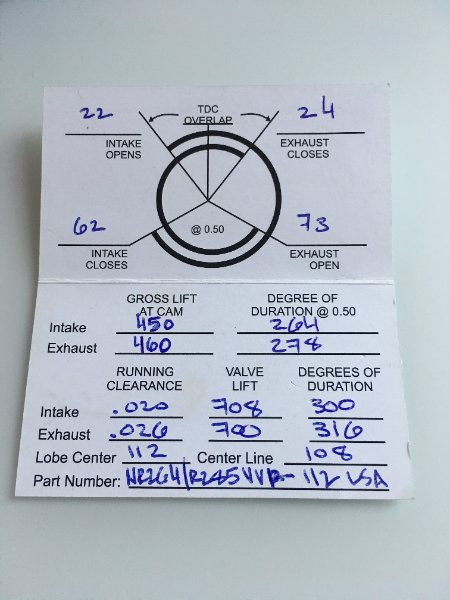 22 TDC 24
OVERLAP
INTAKE OPENS EXHAUST CLOSES
62 @ 0.50 73
INTAKE CLOSES EXHAUST OPEN
GROSS LIFT AT CAM DEGREE OF DURATION @ 0.50
Intake 450 264
Exhaust 460 278
RUNNING CLEARANCE VALVE LIFT DEGREES OF DURATION
Intake .020 708 300
Exhaust .026 700 316
Lobe Center 112 Center Line 108
Part Number: 112 LSA